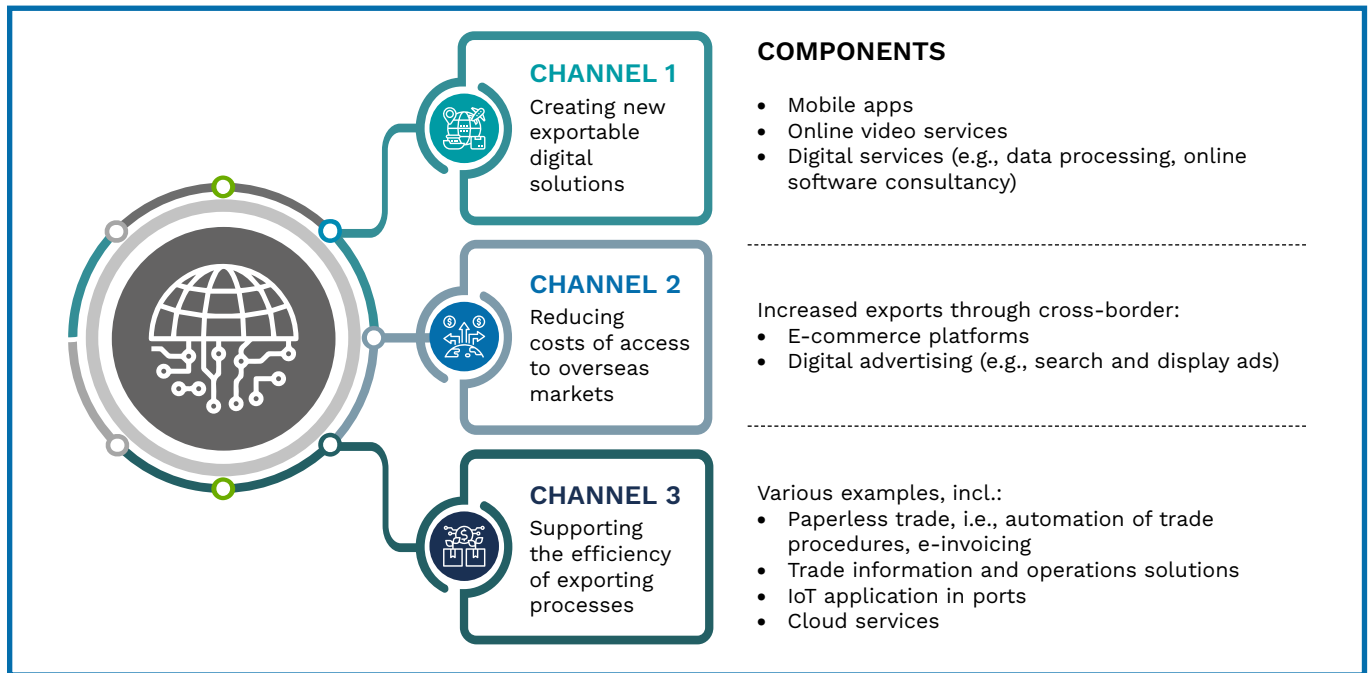 CHANNEL 1
Creating new
exportable
digital
solutions
COMPONENTS
• Mobile apps
• Online video services
• Digital services (e.g., data processing, online
software consultancy)
CHANNEL 2
Reducing
costs of access
to overseas
markets
Increased exports through cross-border:
• E-commerce platforms
• Digital advertising (e.g., search and display ads)
CHANNEL 3
Supporting
the efficiency
of exporting
processes
Various examples, incl.:
• Paperless trade, i.e., automation of trade
procedures, e-invoicing
• Trade information and operations solutions
• IoT application in ports
• Cloud services